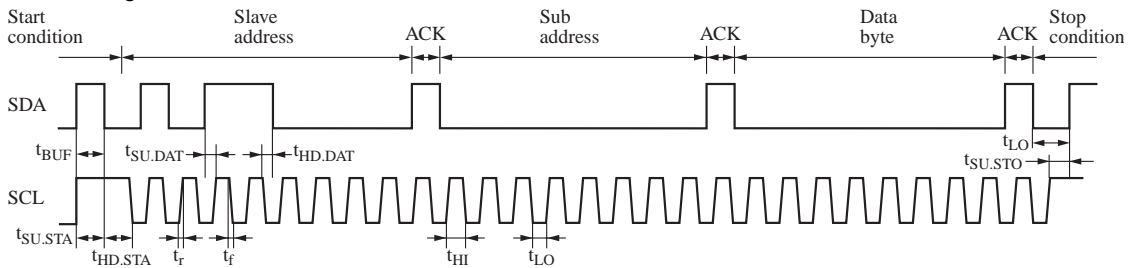 Start condition
Slave address
ACK
Sub address
ACK
Data byte
ACK
Stop condition
SDA
tBUF
tSU.DAT
tHD.DAT
tLO
tSU.STO
SCL
tSU.STA
tHD.STA
tr
tf
tHI
tLO